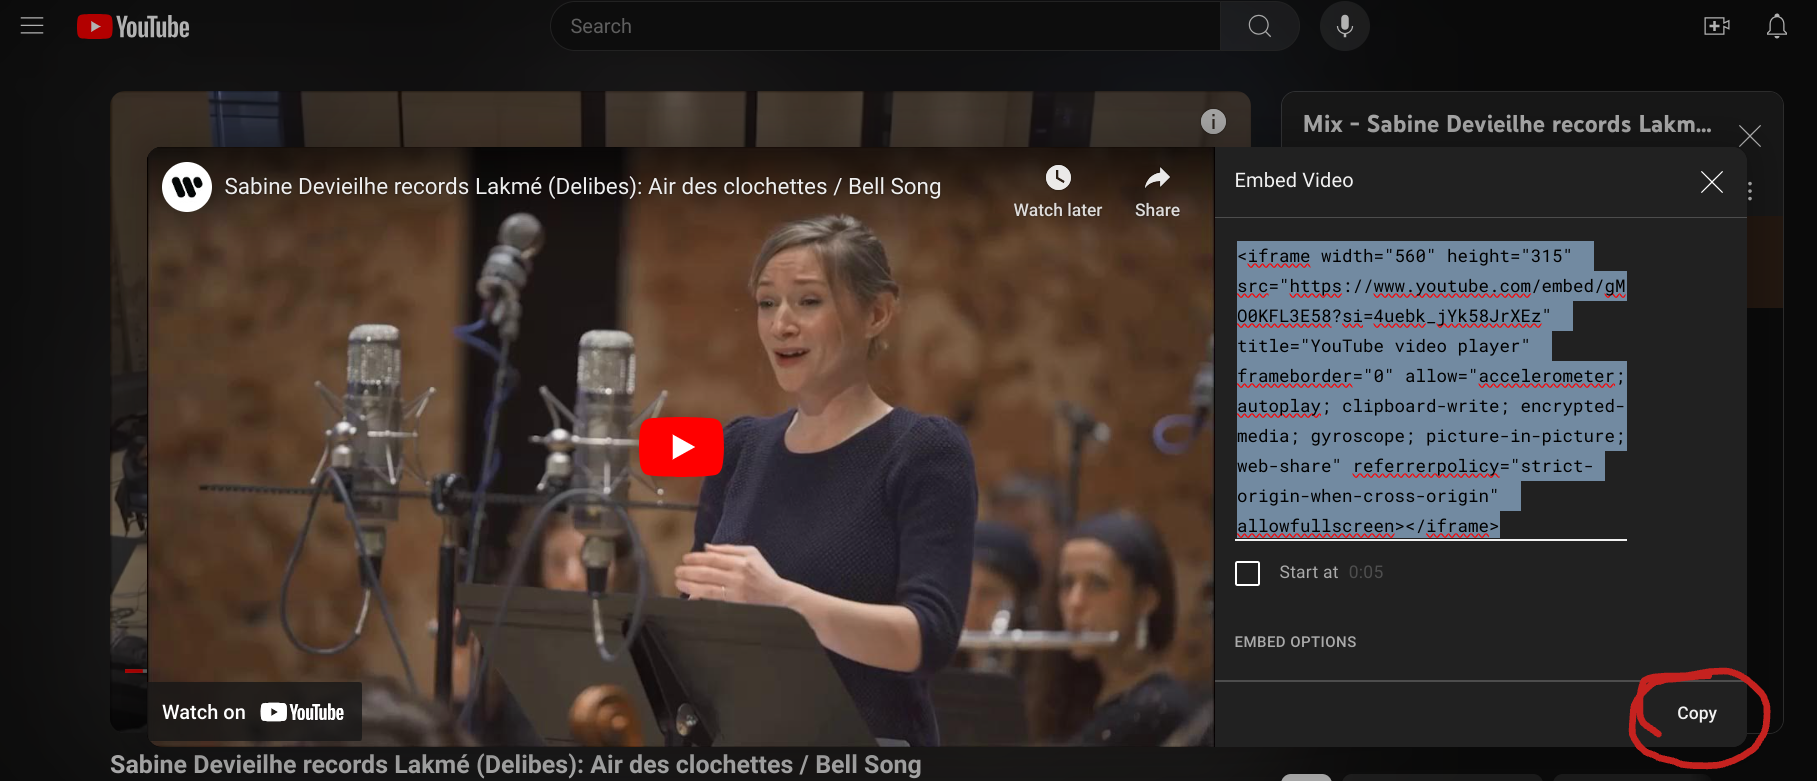 YouTube
Search
Mix - Sabine Devieilhe records Lakm...
Sabine Devieilhe records Lakmé (Delibes): Air des clochettes / Bell Song
Watch later
Share
Embed Video
<iframe width="560" height="315"
src="https://www.youtube.com/embed/gM
O0KFL3E58?si=4uebk_jYk58JrXEz"
title="YouTube video player"
frameborder="0" allow="accelerometer;
autoplay; clipboard-write; encrypted-
media; gyroscope; picture-in-picture;
web-share" referrerpolicy="strict-
origin-when-cross-origin"
allowfullscreen></iframe>
Start at 0:05
EMBED OPTIONS
Copy
Watch on YouTube
Sabine Devieilhe records Lakmé (Delibes): Air des clochettes / Bell Song